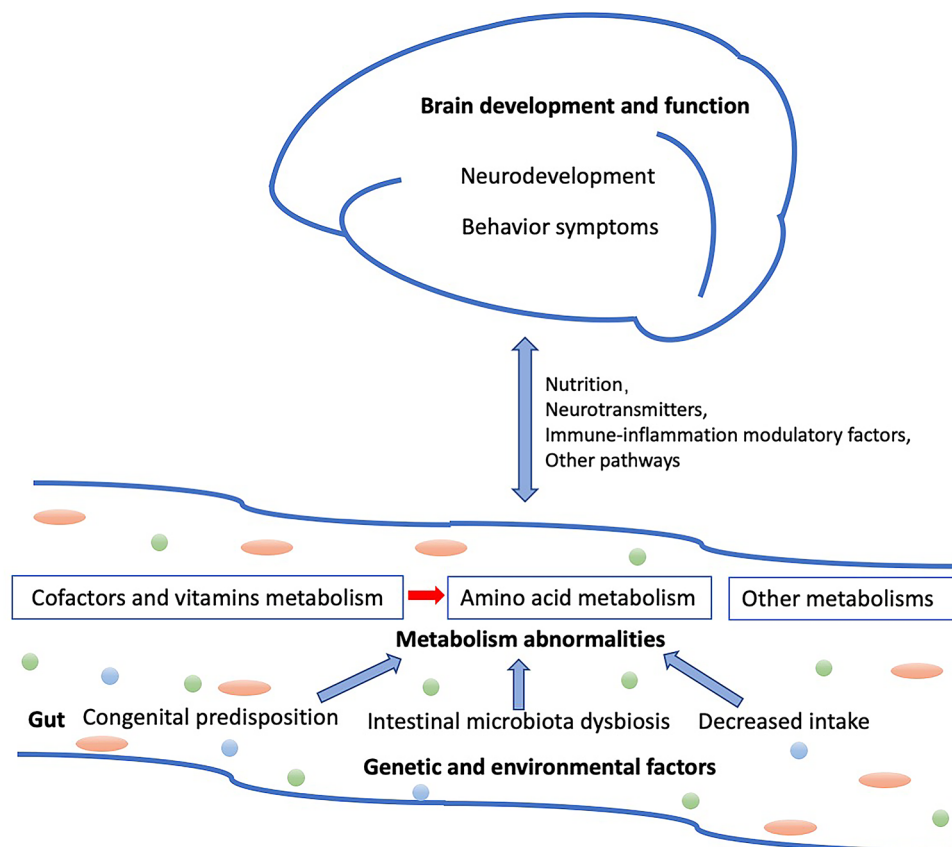 Brain development and function
Neurodevelopment
Behavior symptoms
Nutrition,
Neurotransmitters,
Immune-inflammation modulatory factors,
Other pathways
Cofactors and vitamins metabolism
Amino acid metabolism
Other metabolisms
Metabolism abnormalities
Gut
Congenital predisposition
Intestinal microbiota dysbiosis
Decreased intake
Genetic and environmental factors